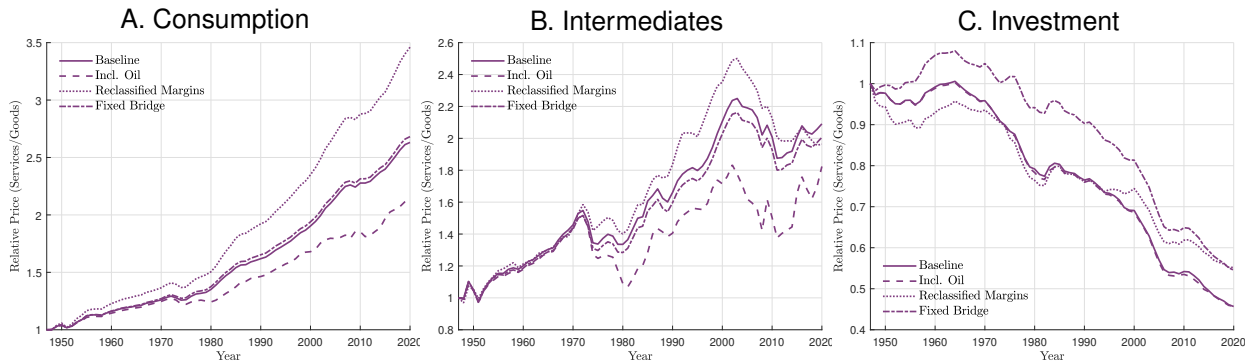 A. Consumption
Relative Price (Services/Goods)
3.5
3
2.5
2
1.5
1
Baseline
Incl. Oil
Reclassified Margins
Fixed Bridge
1950 1960 1970 1980 1990 2000 2010 2020
Year
B. Intermediates
Relative Price (Services/Goods)
2.6
2.4
2.2
2.0
1.8
1.6
1.4
1.2
1.0
0.8
Baseline
Incl. Oil
Reclassified Margins
Fixed Bridge
1950 1960 1970 1980 1990 2000 2010 2020
Year
C. Investment
Relative Price (Services/Goods)
1.1
1
0.9
0.8
0.7
0.6
0.5
0.4
Baseline
Incl. Oil
Reclassified Margins
Fixed Bridge
1950 1960 1970 1980 1990 2000 2010 2020
Year